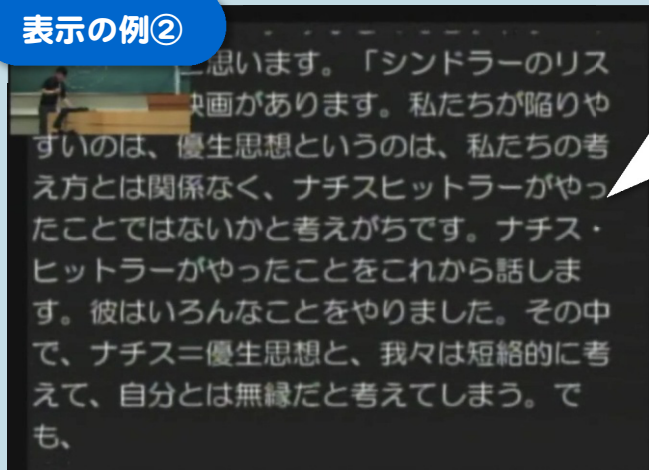 表示の例②
思います。「シンドラーのリス
映画があります。私たちが陥りや
すいのは、優生思想というのは、私たちの考
え方とは関係なく、ナチスヒットラーがやっ
たことではないかと考えがちです。ナチス・
ヒットラーがやったことをこれから話しま
す。彼はいろんなことをやりました。その中
で、ナチス＝優生思想と、我々は短絡的に考
えて、自分とは無縁だと考えてしまう。で
も、